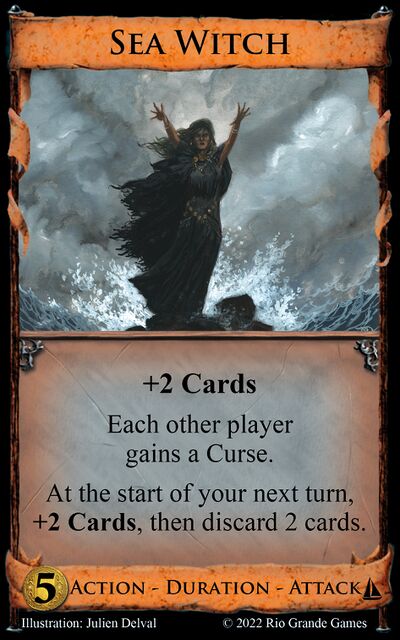 Sea Witch
+2 Cards
Each other player
gains a Curse.
At the start of your next turn,
+2 Cards, then discard 2 cards.
5 Action - Duration - Attack
Illustration: Julien Delval © 2022 Rio Grande Games